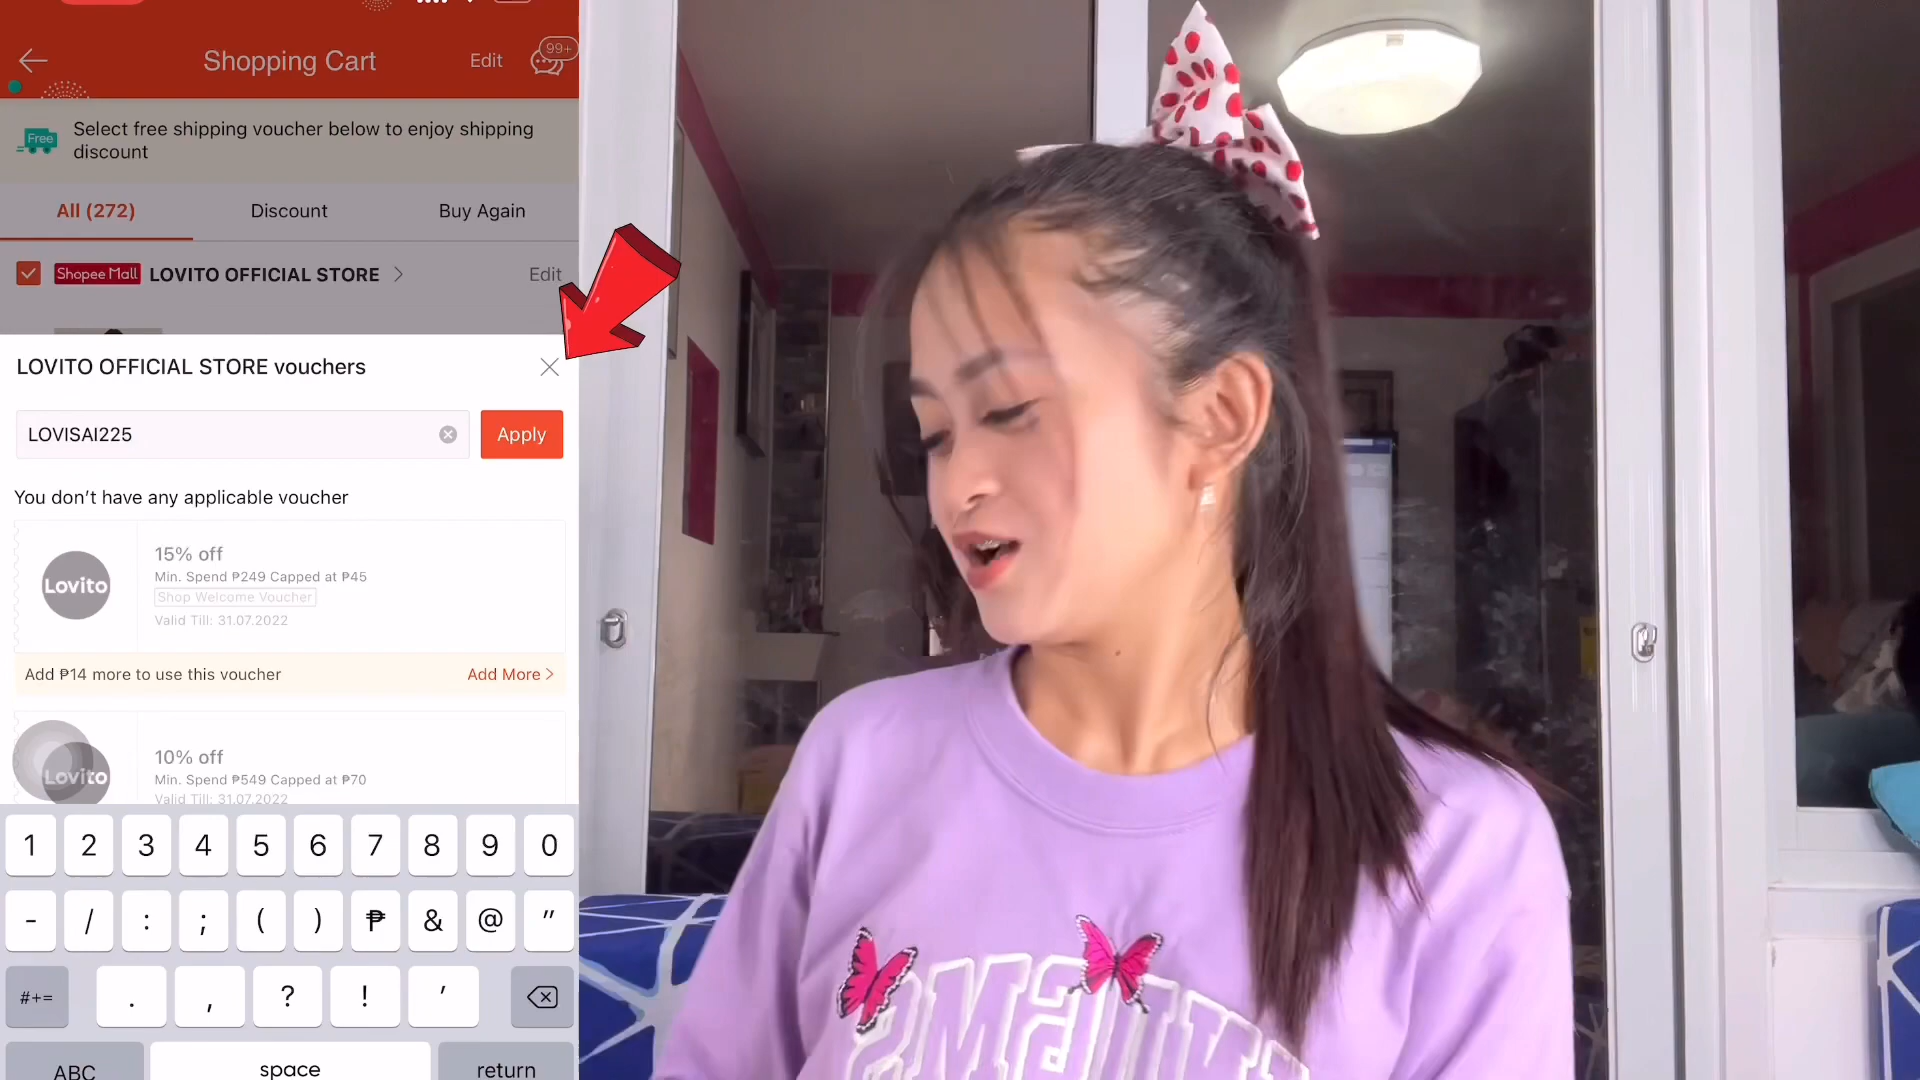 Shopping Cart
Edit
99+
Free
Select free shipping voucher below to enjoy shipping
discount
All (272)
Discount
Buy Again
Shopee Mall
LOVITO OFFICIAL STORE
Edit
LOVITO OFFICIAL STORE vouchers
LOVISAI225
Apply
You don't have any applicable voucher
Lovito
15% off
Min. Spend ₱249 Capped at ₱45
Shop Welcome Voucher
Valid Till: 31.07.2022
Add ₱14 more to use this voucher
Add More >
Lovito
10% off
Min. Spend ₱549 Capped at ₱70
Valid Till: 31.07.2022
1 2 3 4 5 6 7 8 9 0
- / : ; ( ) ₱ & @ "
#+= . , ? ! '
ABC space return